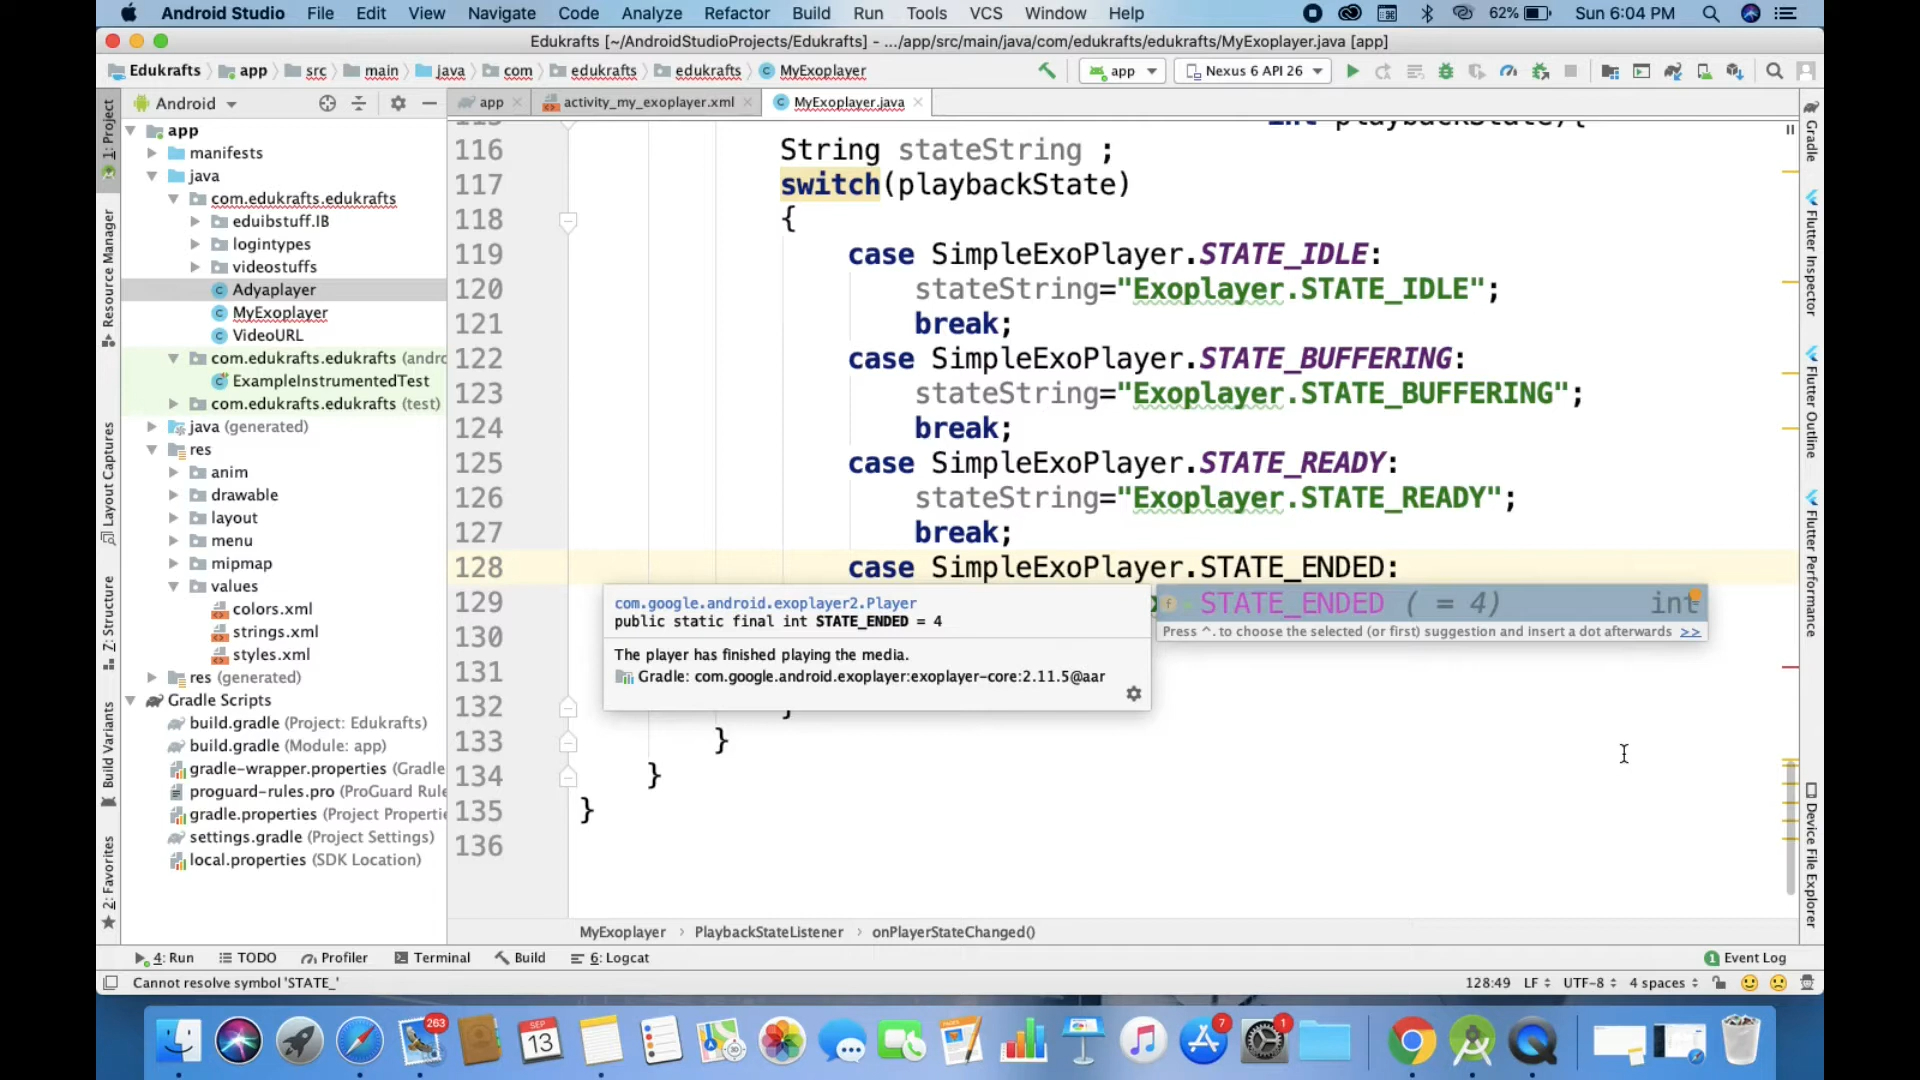 Android Studio File Edit View Navigate Code Analyze Refactor Build Run Tools VCS Window Help 62% Sun 6:04 PM
Edukrafts [~/AndroidStudioProjects/Edukrafts] - .../app/src/main/java/com/edukrafts/edukrafts/MyExoplayer.java [app]
Edukrafts app src main java com edukrafts edukrafts MyExoplayer app Nexus 6 API 26
Android app activity_my_exoplayer.xml MyExoplayer.java
1: Project
Resource Manager
Layout Captures
Z: Structure
Build Variants
2: Favorites
app
manifests
java
com.edukrafts.edukrafts
eduibstuff.IB
logintypes
videostuffs
Adyaplayer
MyExoplayer
VideoURL
com.edukrafts.edukrafts (andro
ExampleInstrumentedTest
com.edukrafts.edukrafts (test)
java (generated)
res
anim
drawable
layout
menu
mipmap
values
colors.xml
strings.xml
styles.xml
res (generated)
Gradle Scripts
build.gradle (Project: Edukrafts)
build.gradle (Module: app)
gradle-wrapper.properties (Gradle
proguard-rules.pro (ProGuard Rule
gradle.properties (Project Properti
settings.gradle (Project Settings)
local.properties (SDK Location)
115 int playbackState){
116 String stateString ;
117 switch(playbackState)
118 {
119 case SimpleExoPlayer.STATE_IDLE:
120 stateString="Exoplayer.STATE_IDLE";
121 break;
122 case SimpleExoPlayer.STATE_BUFFERING:
123 stateString="Exoplayer.STATE_BUFFERING";
124 break;
125 case SimpleExoPlayer.STATE_READY:
126 stateString="Exoplayer.STATE_READY";
127 break;
128 case SimpleExoPlayer.STATE_ENDED:
129
130
131
132 }
133 }
134 }
135 }
136
com.google.android.exoplayer2.Player
public static final int STATE_ENDED = 4
The player has finished playing the media.
Gradle: com.google.android.exoplayer:exoplayer-core:2.11.5@aar
f STATE_ENDED ( = 4) int
Press ^. to choose the selected (or first) suggestion and insert a dot afterwards >>
Gradle
Flutter Inspector
Flutter Outline
Flutter Performance
Device File Explorer
MyExoplayer PlaybackStateListener onPlayerStateChanged()
4: Run TODO Profiler Terminal Build 6: Logcat 1 Event Log
Cannot resolve symbol 'STATE_' 128:49 LF UTF-8 4 spaces
263 SEP 13 7 1